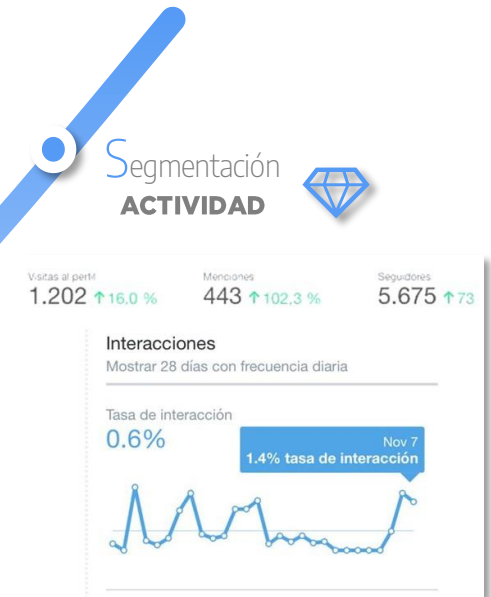 Segmentación
ACTIVIDAD
Visitas al perfil Menciones Seguidores
1.202 ↑ 16,0 % 443 ↑ 102,3 % 5.675 ↑ 73
Interacciones
Mostrar 28 días con frecuencia diaria
Tasa de interacción
0.6%
Nov 7
1.4% tasa de interacción